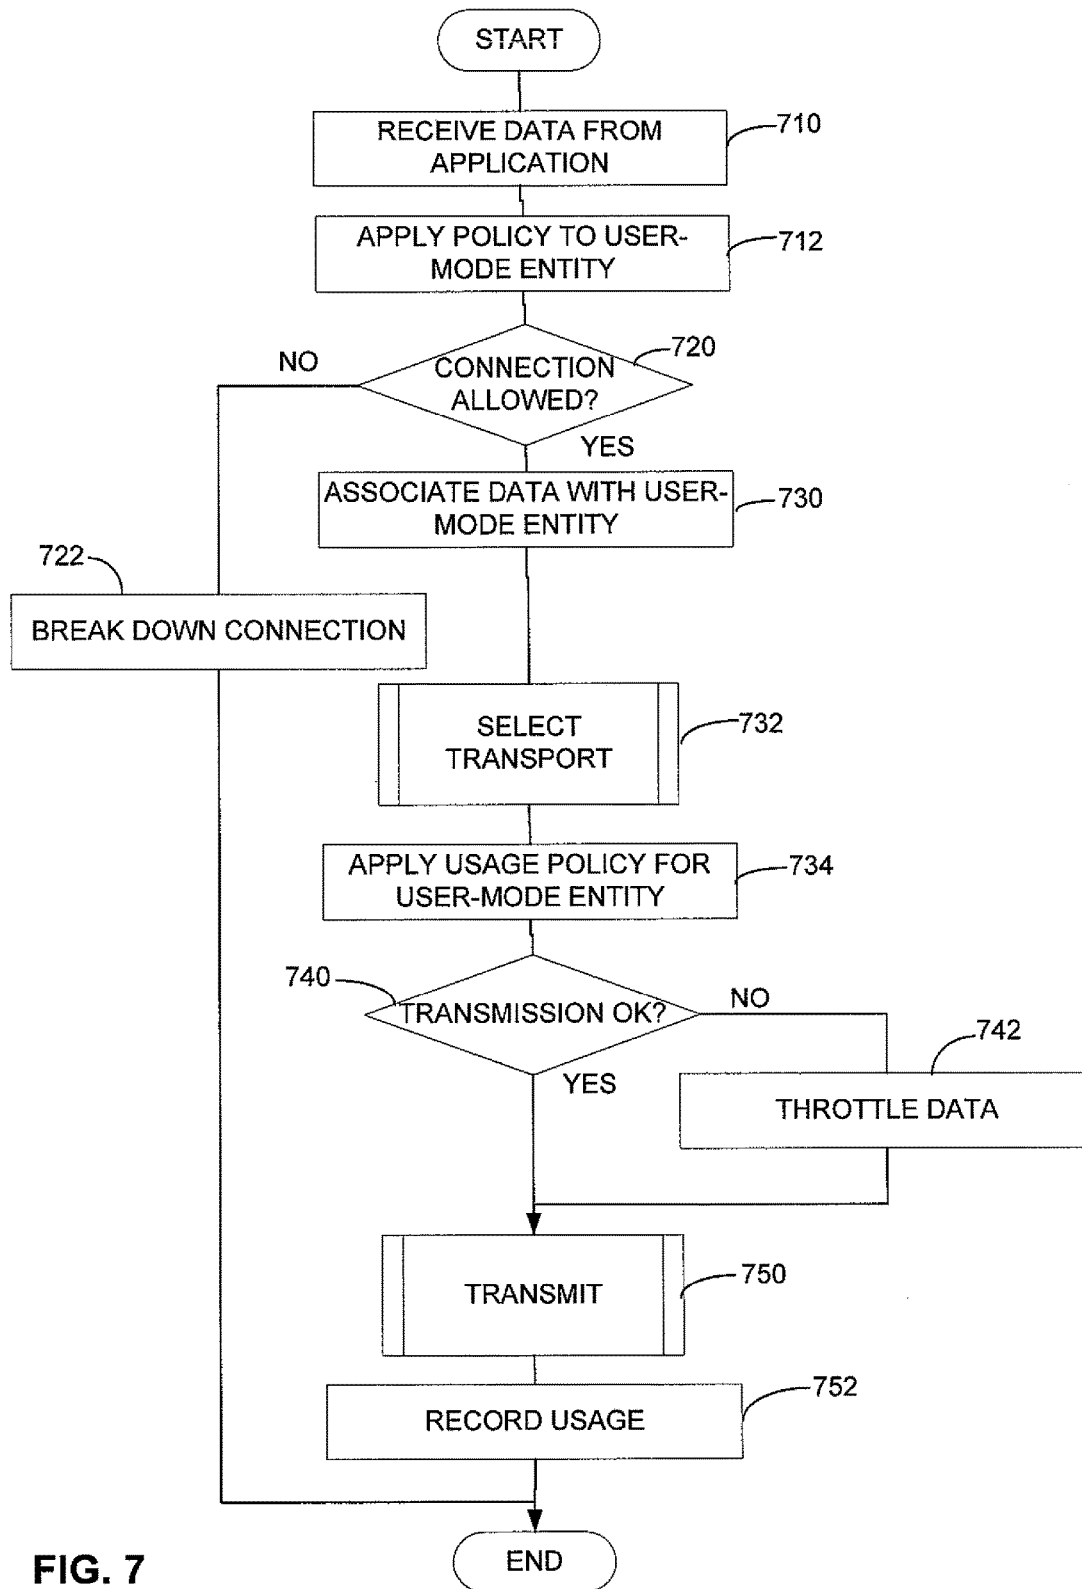 START
RECEIVE DATA FROM
APPLICATION
710
APPLY POLICY TO USER-
MODE ENTITY
712
CONNECTION
ALLOWED?
720
NO
YES
ASSOCIATE DATA WITH USER-
MODE ENTITY
730
722
BREAK DOWN CONNECTION
SELECT
TRANSPORT
732
APPLY USAGE POLICY FOR
USER-MODE ENTITY
734
740
TRANSMISSION OK?
NO
YES
742
THROTTLE DATA
TRANSMIT
750
RECORD USAGE
752
END
FIG. 7